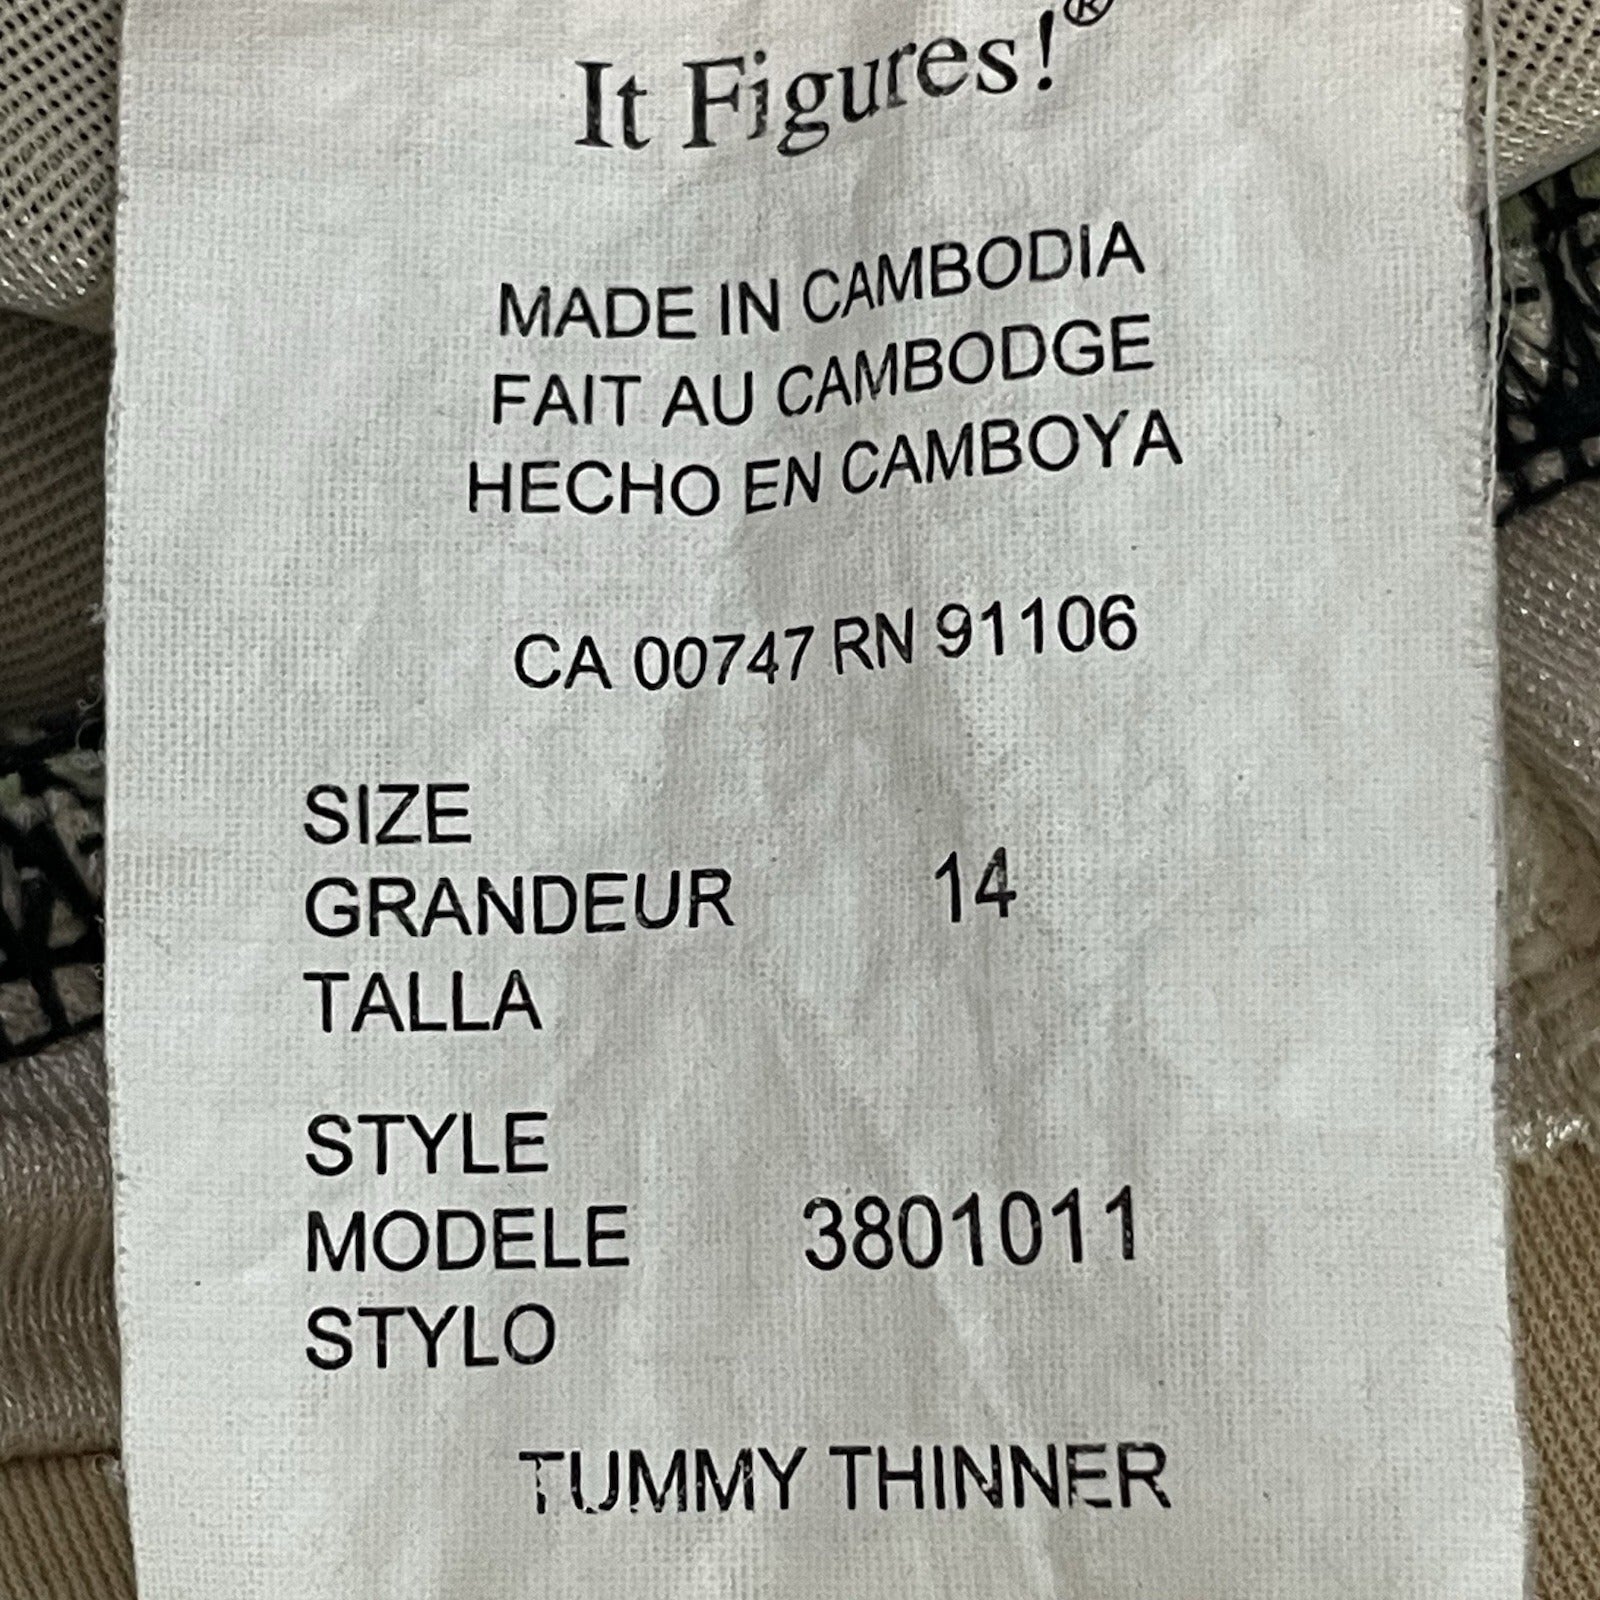 It Figures!®
MADE IN CAMBODIA
FAIT AU CAMBODGE
HECHO EN CAMBOYA
CA 00747 RN 91106
SIZE
GRANDEUR 14
TALLA
STYLE
MODELE 3801011
STYLO
TUMMY THINNER